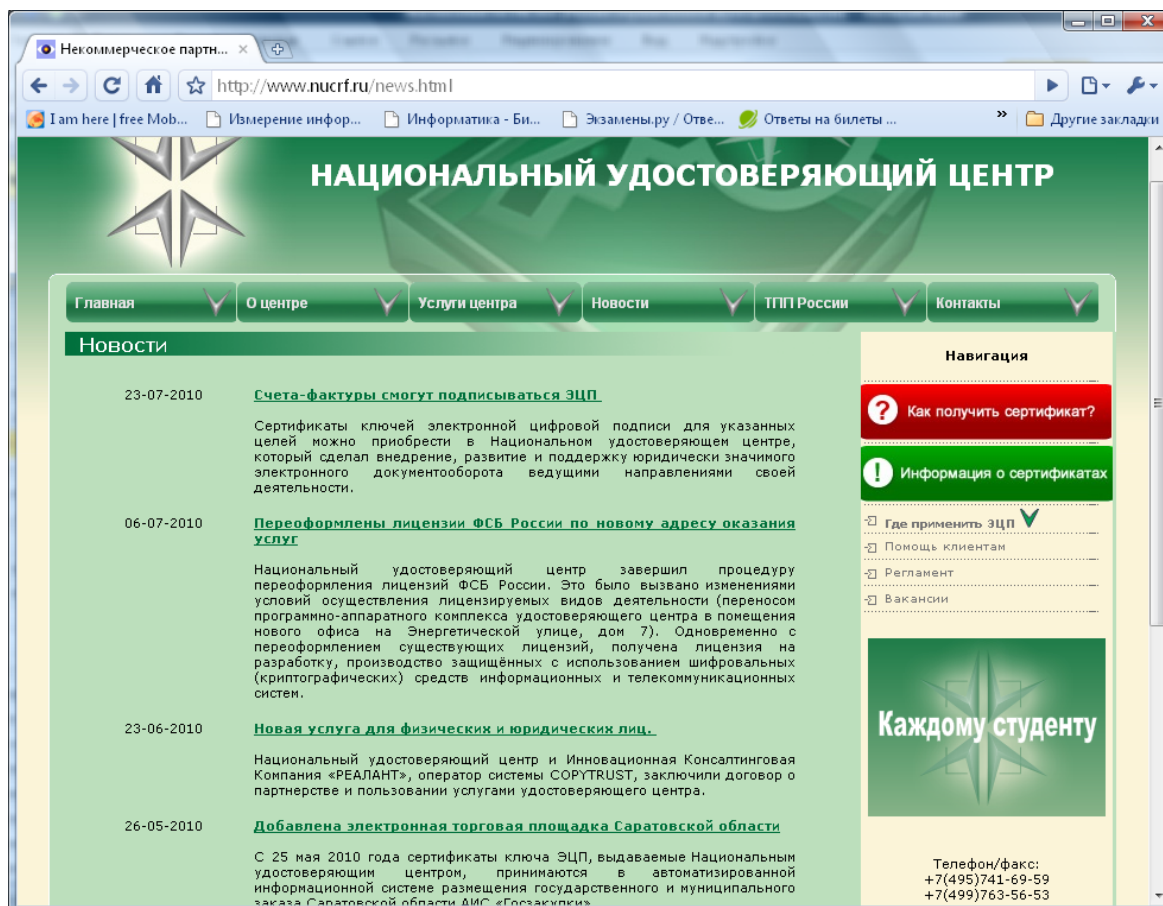 Некоммерческое партн...
http://www.nucrf.ru/news.html
I am here | free Mob...
Измерение инфор...
Информатика - Би...
Экзамены.ру / Отве...
Ответы на билеты ...
»
Другие закладки
НАЦИОНАЛЬНЫЙ УДОСТОВЕРЯЮЩИЙ ЦЕНТР
Главная
О центре
Услуги центра
Новости
ТПП России
Контакты
Новости
23-07-2010
Счета-фактуры смогут подписываться ЭЦП
Сертификаты ключей электронной цифровой подписи для указанных
целей можно приобрести в Национальном удостоверяющем центре,
который сделал внедрение, развитие и поддержку юридически значимого
электронного документооборота ведущими направлениями своей
деятельности.
06-07-2010
Переоформлены лицензии ФСБ России по новому адресу оказания
услуг
Национальный удостоверяющий центр завершил процедуру
переоформления лицензий ФСБ России. Это было вызвано изменениями
условий осуществления лицензируемых видов деятельности (переносом
программно-аппаратного комплекса удостоверяющего центра в помещения
нового офиса на Энергетической улице, дом 7). Одновременно с
переоформлением существующих лицензий, получена лицензия на
разработку, производство защищённых с использованием шифровальных
(криптографических) средств информационных и телекоммуникационных
систем.
23-06-2010
Новая услуга для физических и юридических лиц.
Национальный удостоверяющий центр и Инновационная Консалтинговая
Компания «РЕАЛАНТ», оператор системы COPYTRUST, заключили договор о
партнерстве и пользовании услугами удостоверяющего центра.
26-05-2010
Добавлена электронная торговая площадка Саратовской области
С 25 мая 2010 года сертификаты ключа ЭЦП, выдаваемые Национальным
удостоверяющим центром, принимаются в автоматизированной
информационной системе размещения государственного и муниципального
заказа Саратовской области АИС «Госзакупки».
Навигация
Как получить сертификат?
Информация о сертификатах
Где применить ЭЦП
Помощь клиентам
Регламент
Вакансии
Каждому студенту
Телефон/факс:
+7(495)741-69-59
+7(499)763-56-53